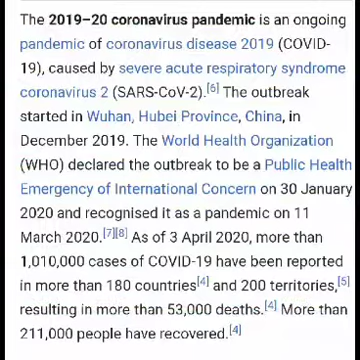 The 2019–20 coronavirus pandemic is an ongoing
pandemic of coronavirus disease 2019 (COVID-
19), caused by severe acute respiratory syndrome
coronavirus 2 (SARS-CoV-2).[6] The outbreak
started in Wuhan, Hubei Province, China, in
December 2019. The World Health Organization
(WHO) declared the outbreak to be a Public Health
Emergency of International Concern on 30 January
2020 and recognised it as a pandemic on 11
March 2020.[7][8] As of 3 April 2020, more than
1,010,000 cases of COVID-19 have been reported
in more than 180 countries[4] and 200 territories,[5]
resulting in more than 53,000 deaths.[4] More than
211,000 people have recovered.[4]